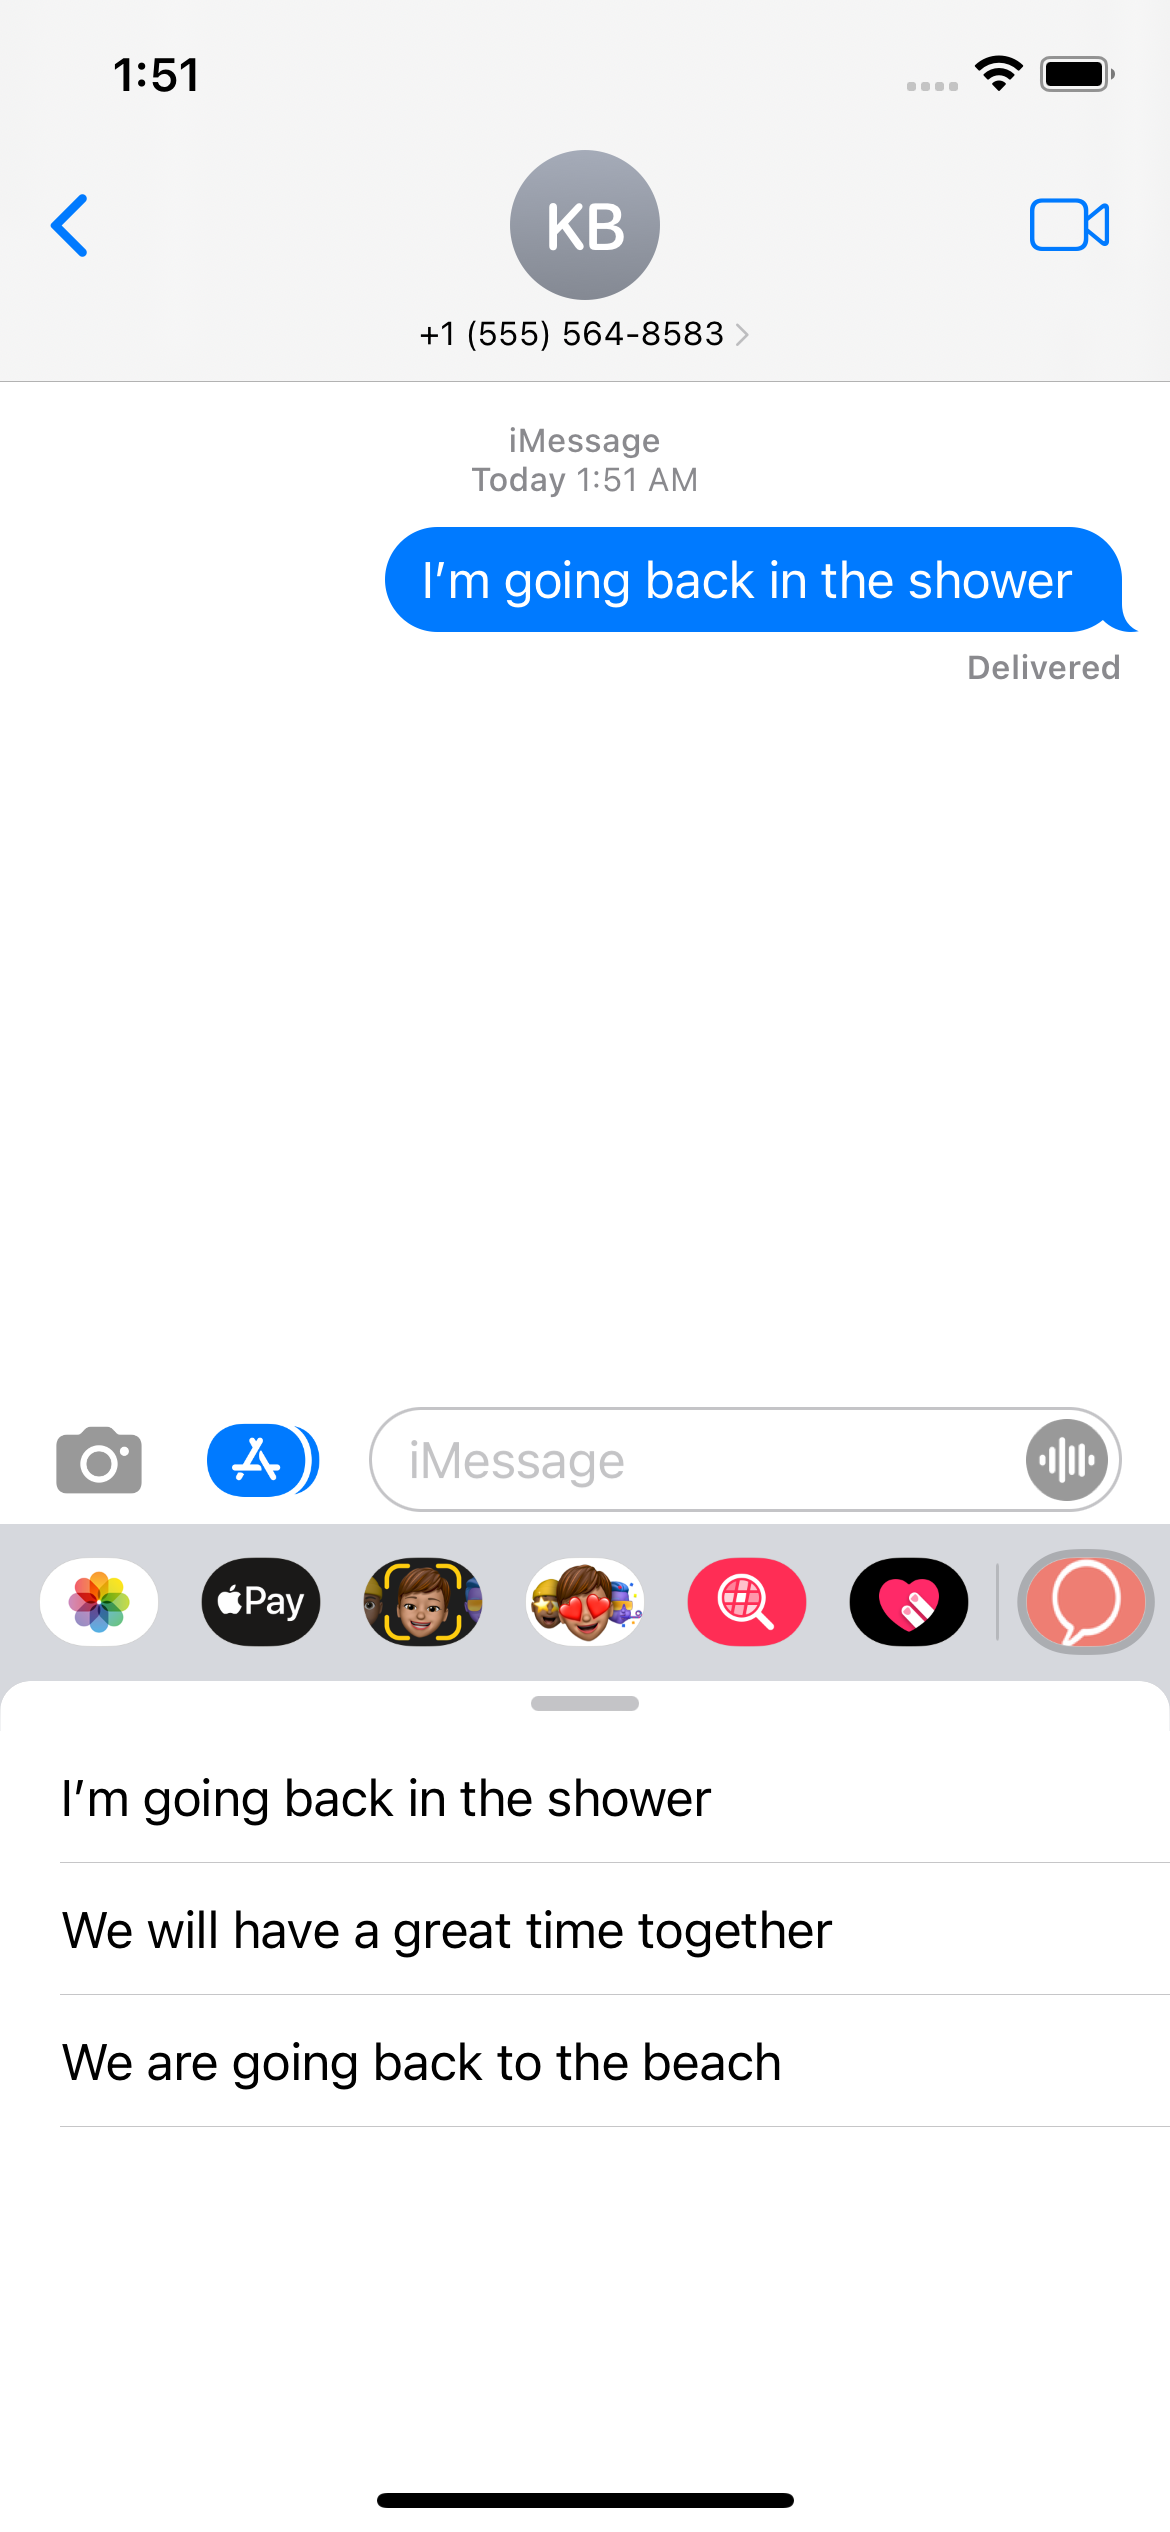 1:51
KB
+1 (555) 564-8583
iMessage
Today 1:51 AM
I’m going back in the shower
Delivered
iMessage
Pay
I’m going back in the shower
We will have a great time together
We are going back to the beach